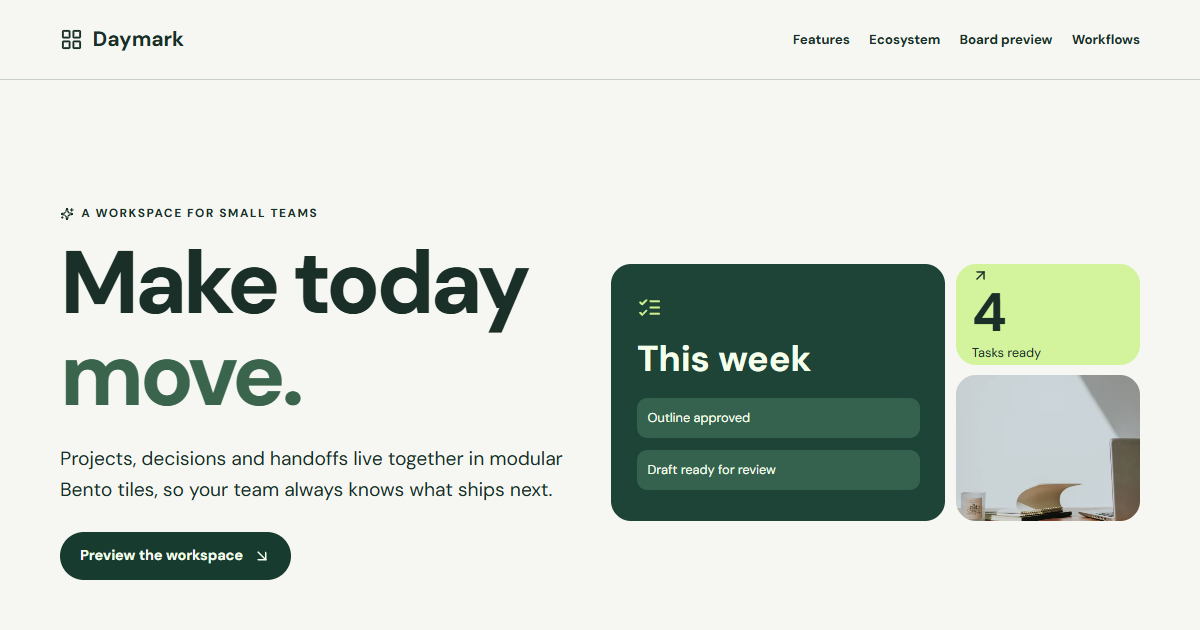 Daymark
Features
Ecosystem
Board preview
Workflows
A WORKSPACE FOR SMALL TEAMS
Make today
move.
Projects, decisions and handoffs live together in modular
Bento tiles, so your team always knows what ships next.
Preview the workspace
This week
Outline approved
Draft ready for review
4
Tasks ready